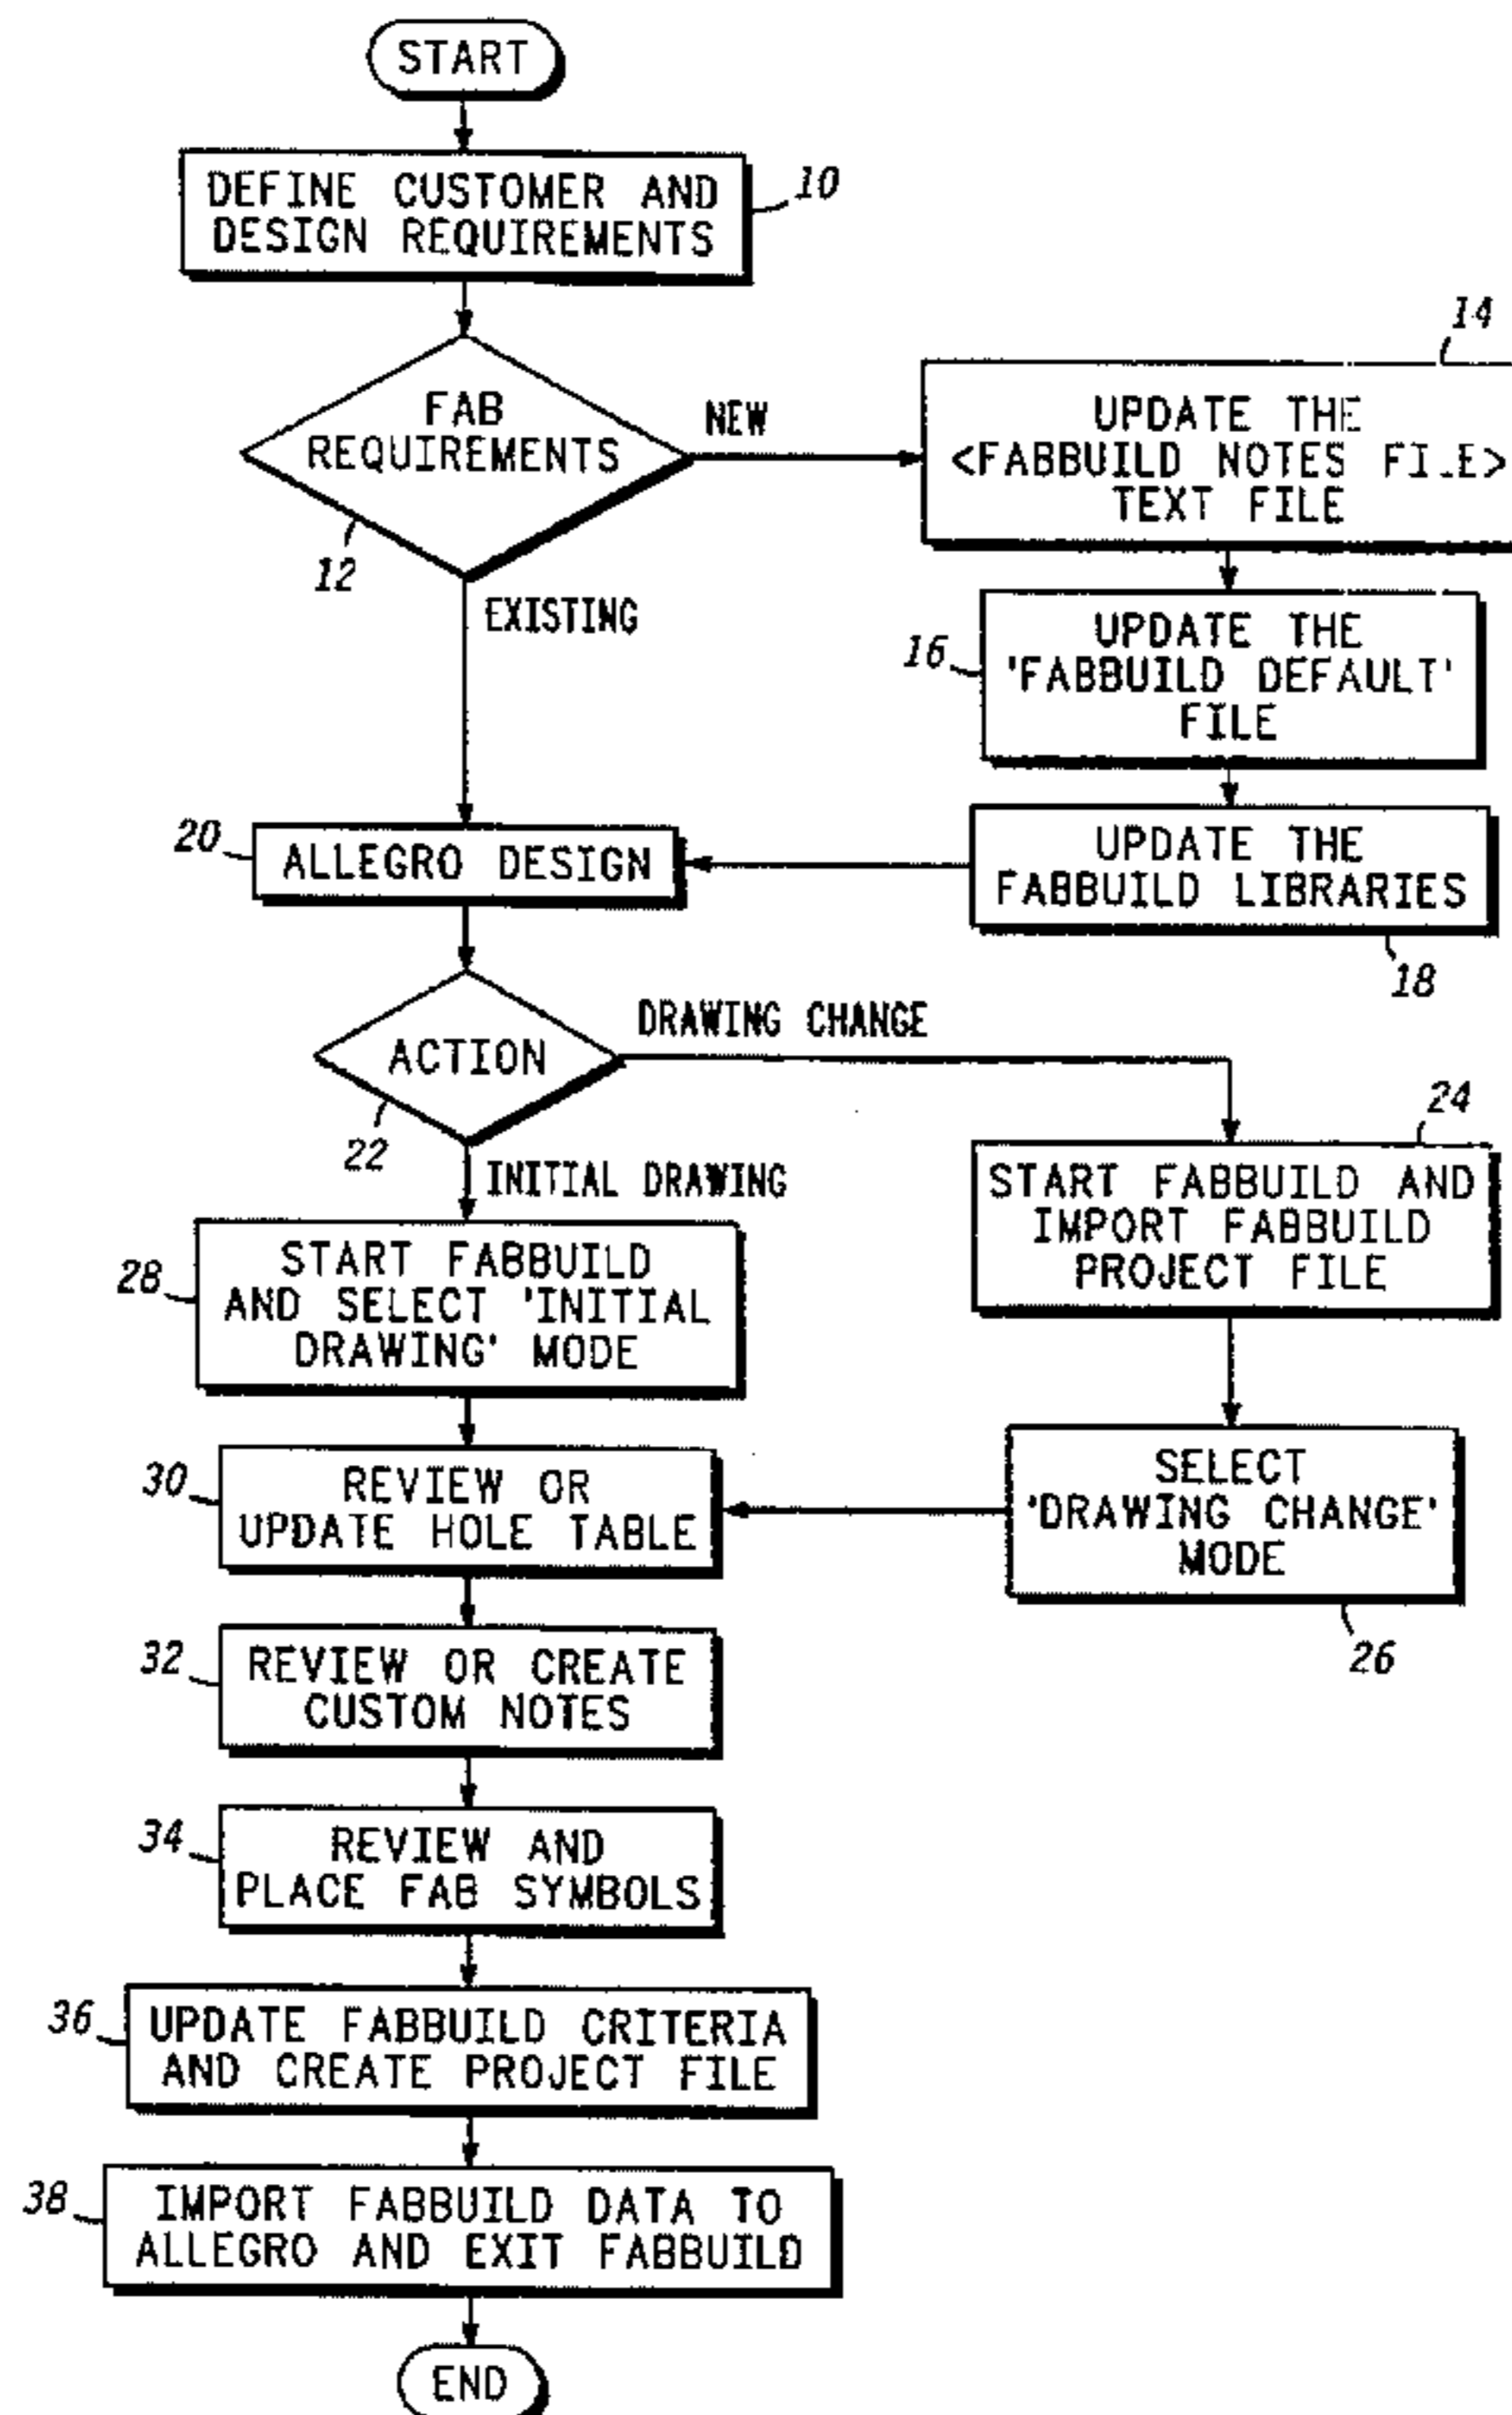 START
DEFINE CUSTOMER AND
DESIGN REQUIREMENTS
10
FAB
REQUIREMENTS
12
NEW
14
UPDATE THE
<FABBUILD NOTES FILE>
TEXT FILE
EXISTING
16
UPDATE THE
'FABBUILD DEFAULT'
FILE
20
ALLEGRO DESIGN
UPDATE THE
FABBUILD LIBRARIES
18
ACTION
22
DRAWING CHANGE
24
START FABBUILD AND
IMPORT FABBUILD
PROJECT FILE
INITIAL DRAWING
28
START FABBUILD
AND SELECT 'INITIAL
DRAWING' MODE
30
REVIEW OR
UPDATE HOLE TABLE
SELECT
'DRAWING CHANGE'
MODE
26
32
REVIEW OR CREATE
CUSTOM NOTES
34
REVIEW AND
PLACE FAB SYMBOLS
36
UPDATE FABBUILD CRITERIA
AND CREATE PROJECT FILE
38
IMPORT FABBUILD DATA TO
ALLEGRO AND EXIT FABBUILD
END